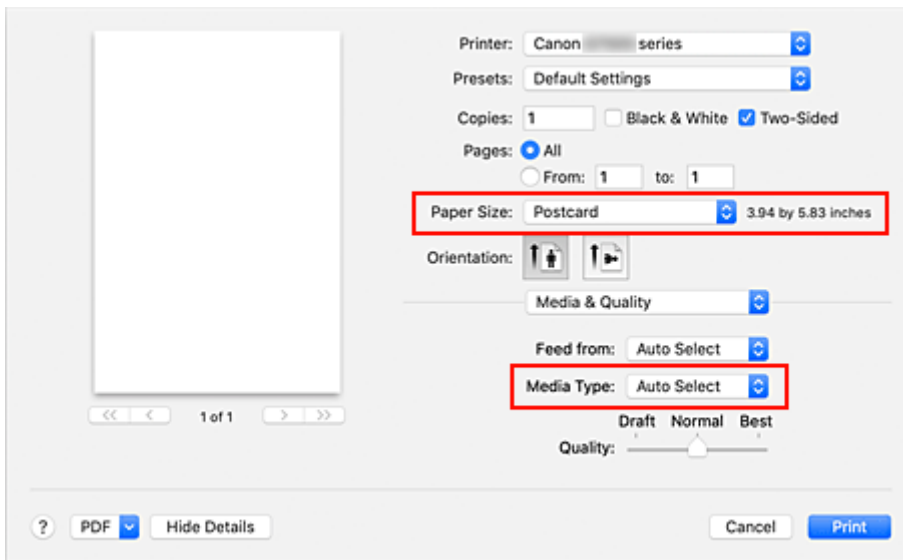 Printer: Canon series
Presets: Default Settings
Copies: 1 Black & White Two-Sided
Pages: All
From: 1 to: 1
Paper Size: Postcard 3.94 by 5.83 inches
Orientation:
Media & Quality
Feed from: Auto Select
Media Type: Auto Select
1 of 1
Draft Normal Best
Quality:
? PDF Hide Details Cancel Print